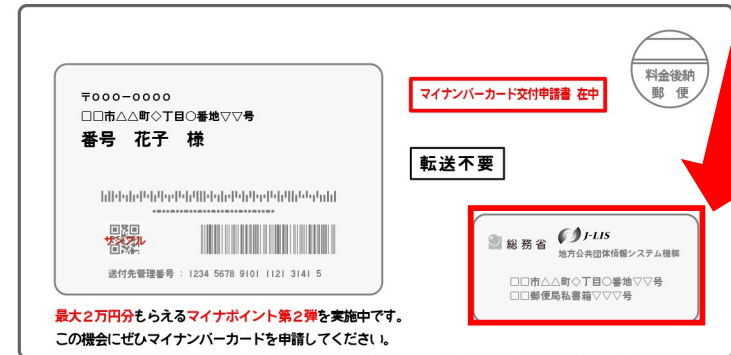 料金後納
郵 便
マイナンバーカード交付申請書 在中
〒000-0000
□□市△△町◇丁目○番地▽▽号
番号 花子 様
転送不要
サンプル
送付先管理番号 : 1234 5678 9101 1121 3141 5
総務省
J-LIS
地方公共団体情報システム機構
□□市△△町◇丁目○番地▽▽号
□□郵便局私書箱▽▽▽号
最大2万円分もらえるマイナポイント第2弾を実施中です。
この機会にぜひマイナンバーカードを申請してください。